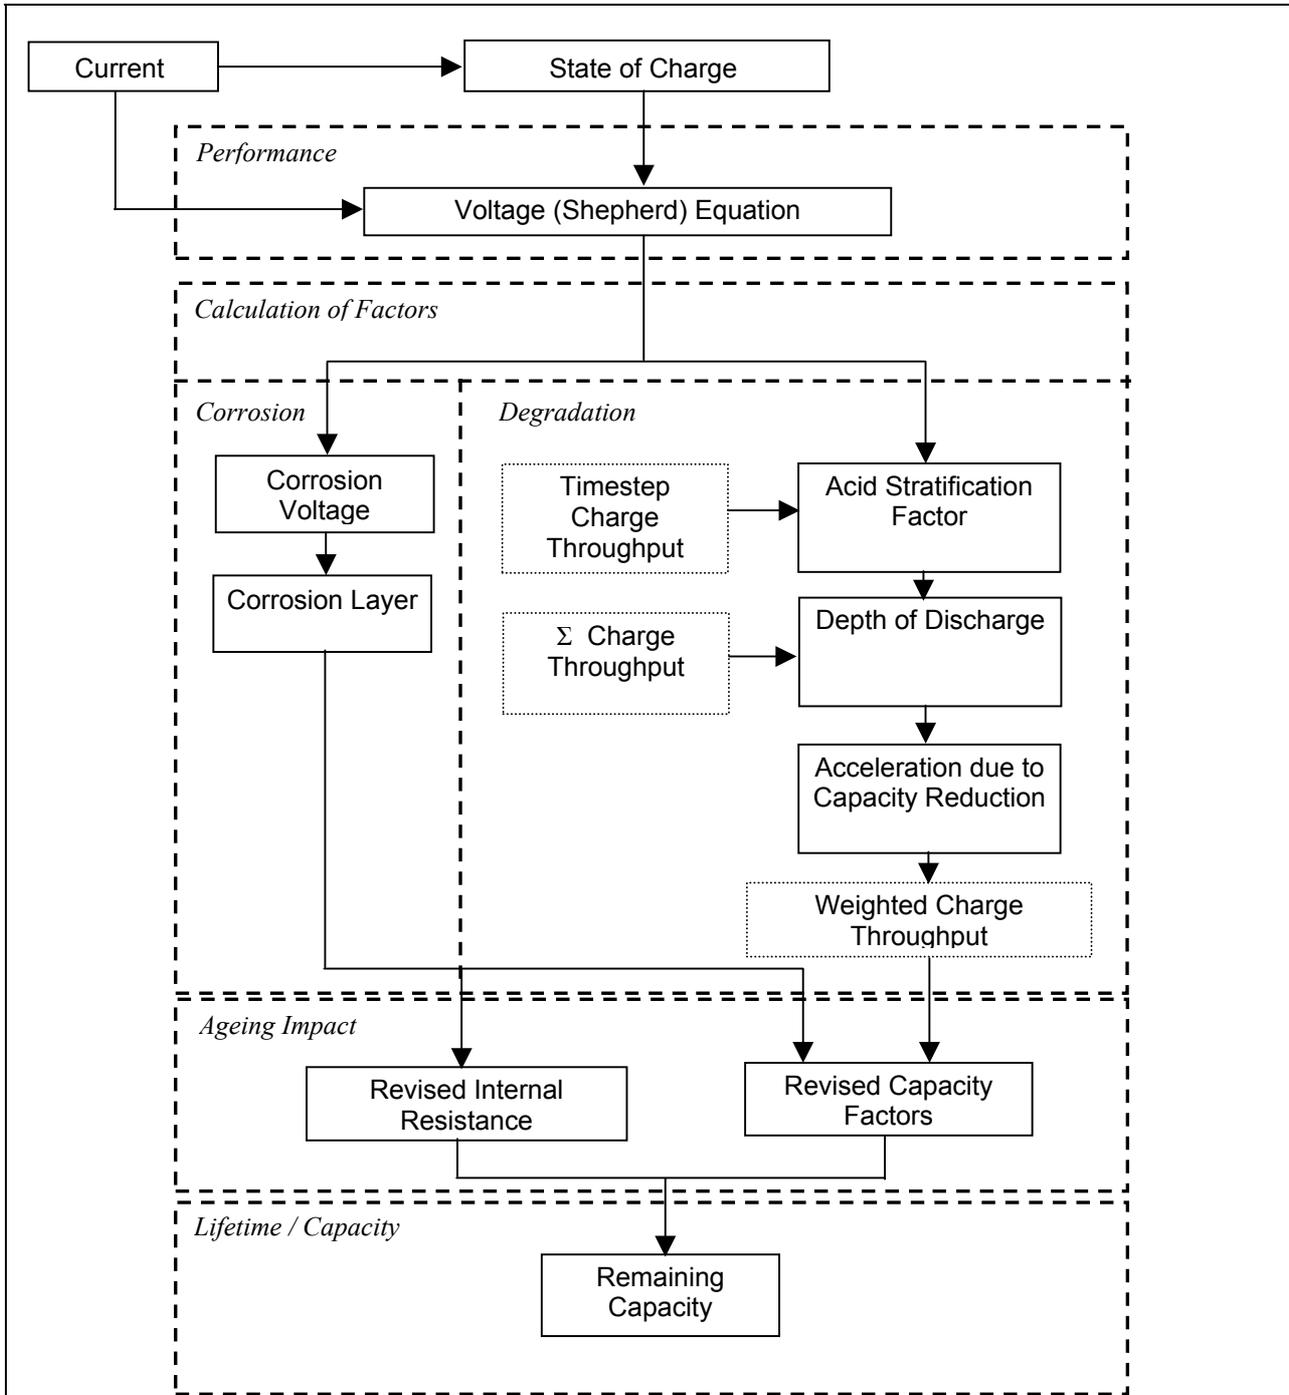 Current
State of Charge
Performance
Voltage (Shepherd) Equation
Calculation of Factors
Corrosion
Degradation
Corrosion
Voltage
Timestep
Charge
Throughput
Acid Stratification
Factor
Corrosion Layer
Σ Charge
Throughput
Depth of Discharge
Acceleration due to
Capacity Reduction
Weighted Charge
Throughput
Ageing Impact
Revised Internal
Resistance
Revised Capacity
Factors
Lifetime / Capacity
Remaining
Capacity